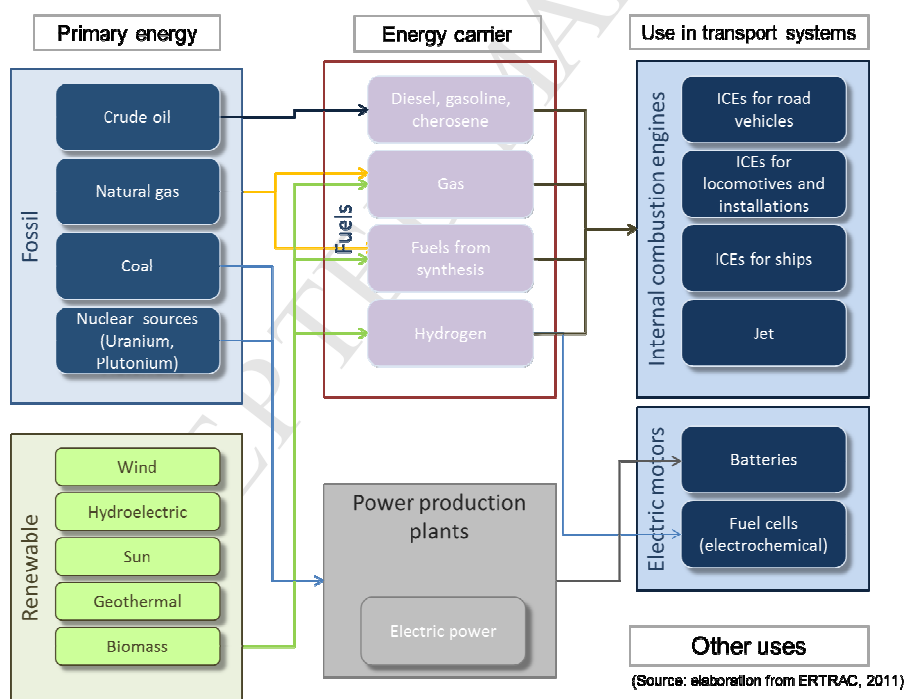 Primary energy
Energy carrier
Use in transport systems
Fossil
Crude oil
Natural gas
Coal
Nuclear sources
(Uranium,
Plutonium)
Fuels
Diesel, gasoline,
cherosene
Gas
Fuels from
synthesis
Hydrogen
Internal combustion engines
ICEs for road
vehicles
ICEs for
locomotives and
installations
ICEs for ships
Jet
Renewable
Wind
Hydroelectric
Sun
Geothermal
Biomass
Power production
plants
Electric power
Electric motors
Batteries
Fuel cells
(electrochemical)
Other uses
(Source: elaboration from ERTRAC, 2011)